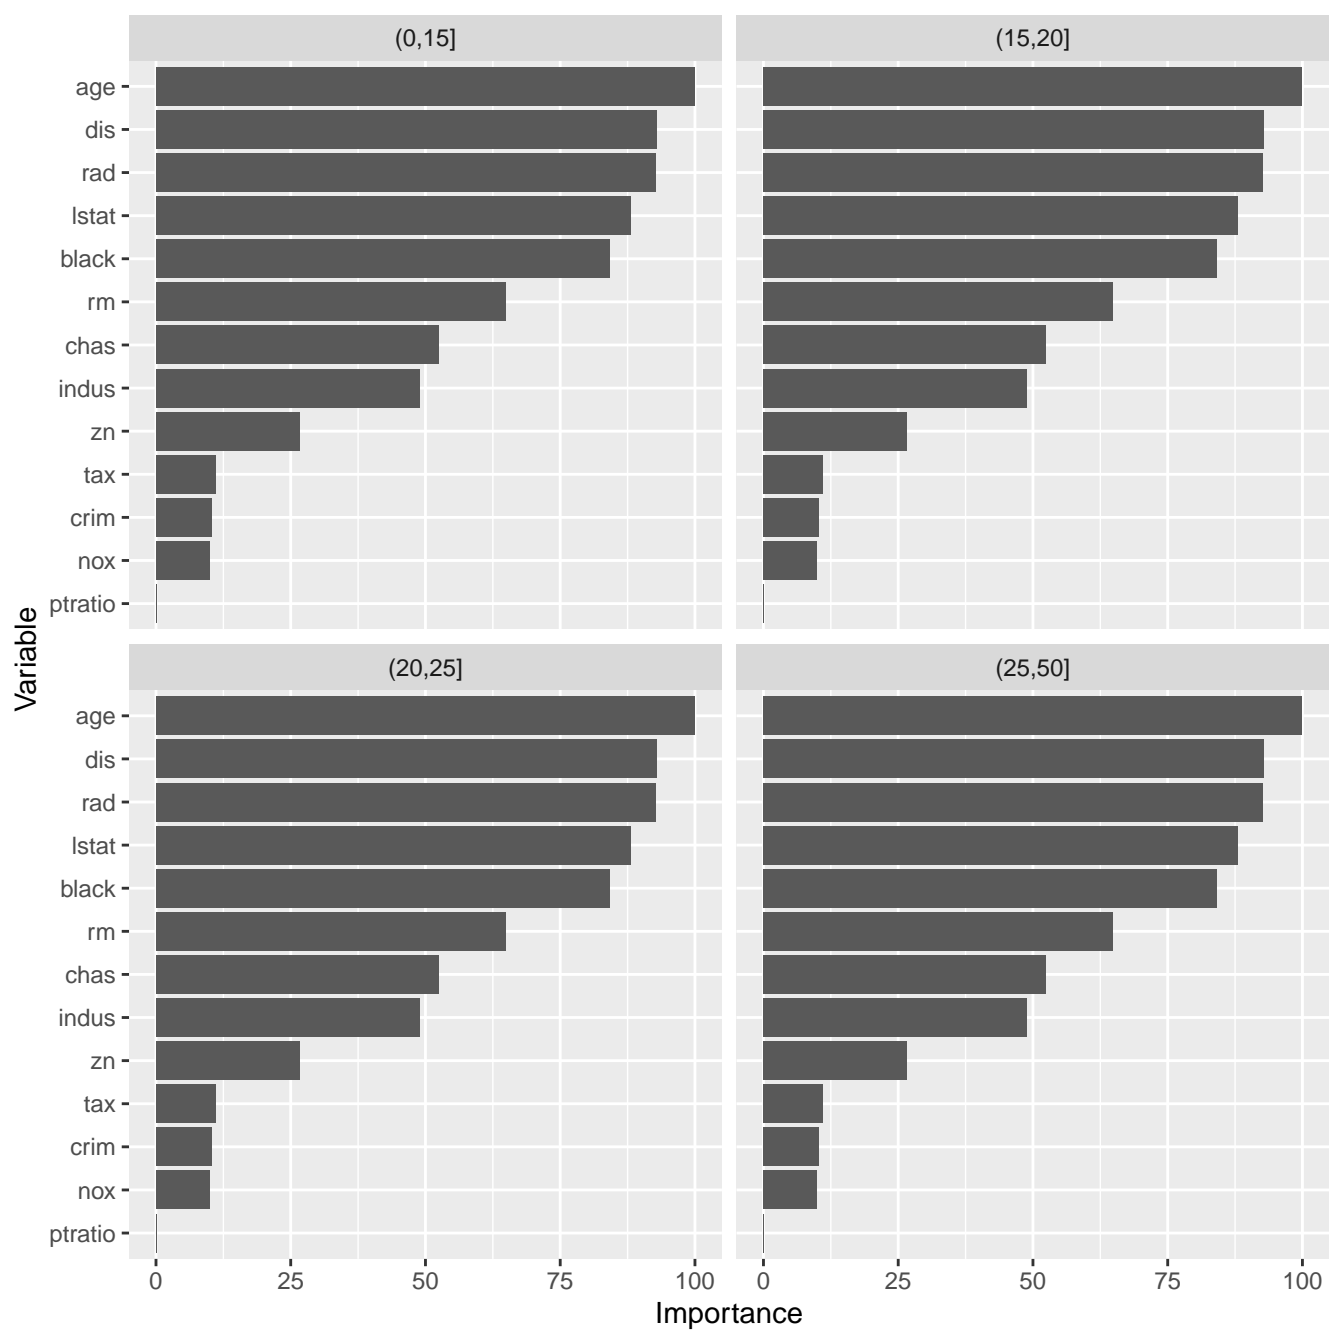 (0,15]
(15,20]
age
dis
rad
lstat
black
rm
chas
indus
zn
tax
crim
nox
ptratio
Variable
(20,25]
(25,50]
age
dis
rad
lstat
black
rm
chas
indus
zn
tax
crim
nox
ptratio
0 25 50 75 100 0 25 50 75 100
Importance